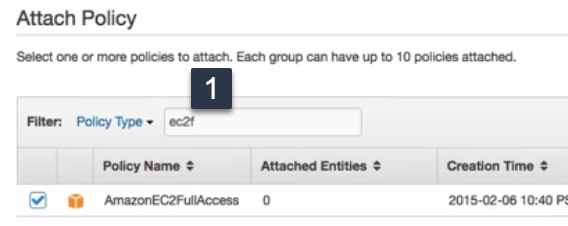 Attach Policy
Select one or more policies to attach. Each group can have up to 10 policies attached.
1
Filter: Policy Type ec2f
Policy Name Attached Entities Creation Time
AmazonEC2FullAccess 0 2015-02-06 10:40 PS